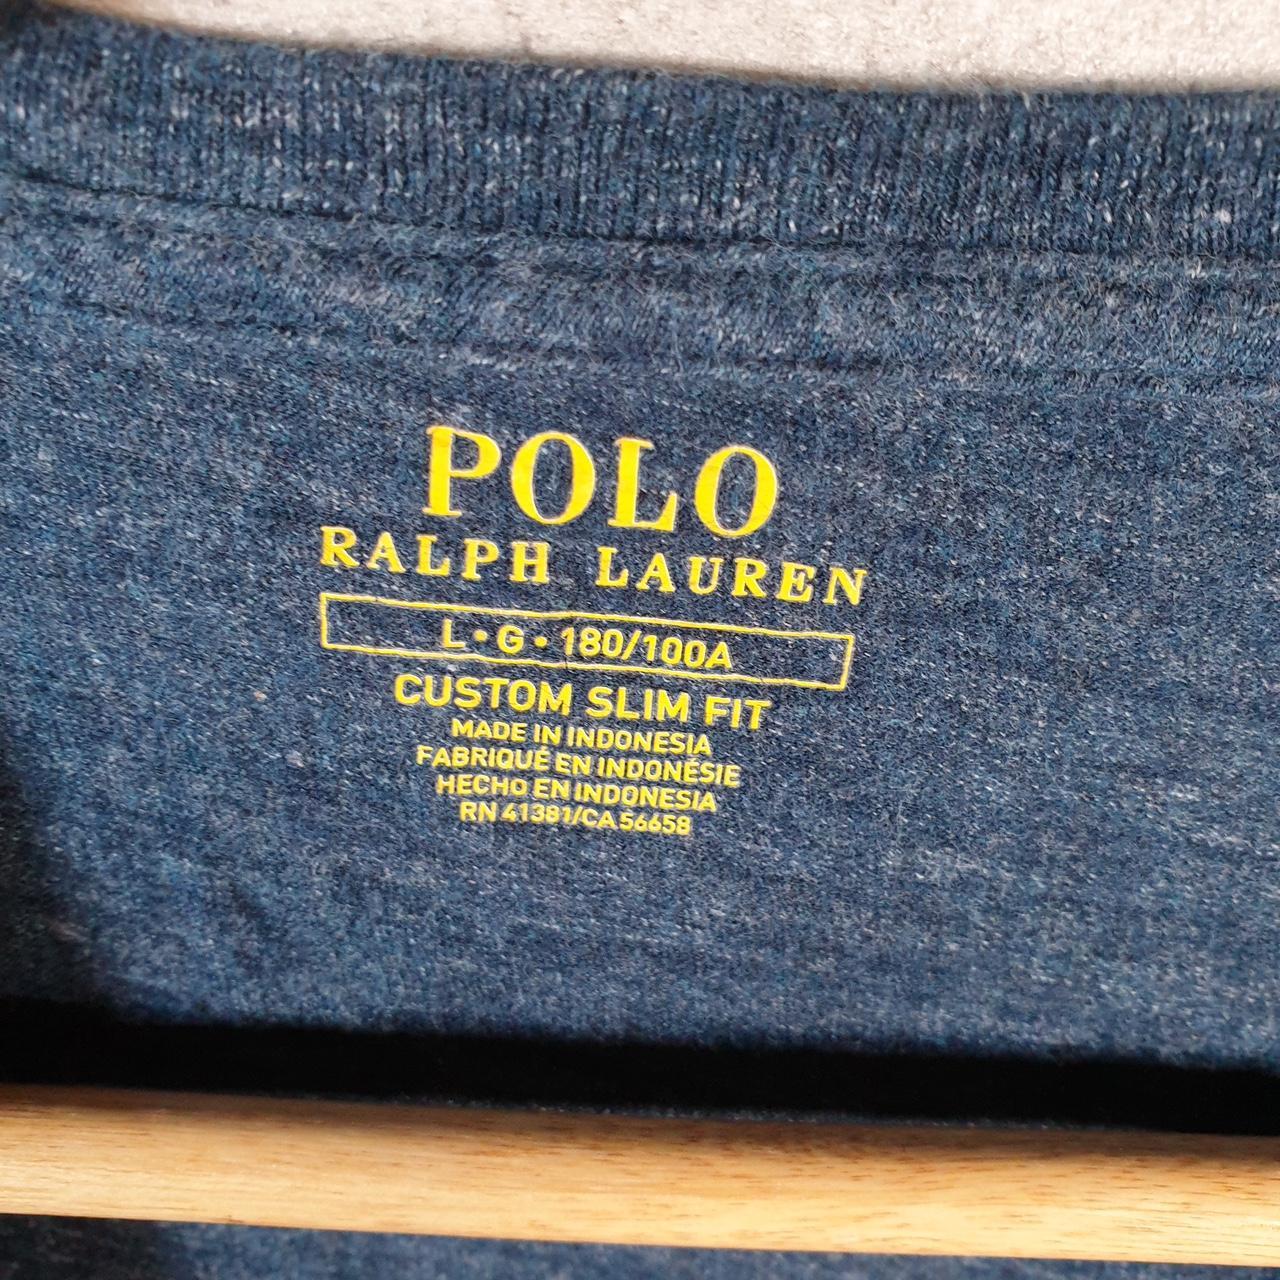 POLO
RALPH LAUREN
L • G • 180/100A
CUSTOM SLIM FIT
MADE IN INDONESIA
FABRIQUÉ EN INDONÉSIE
HECHO EN INDONESIA
RN 41381/CA 56658